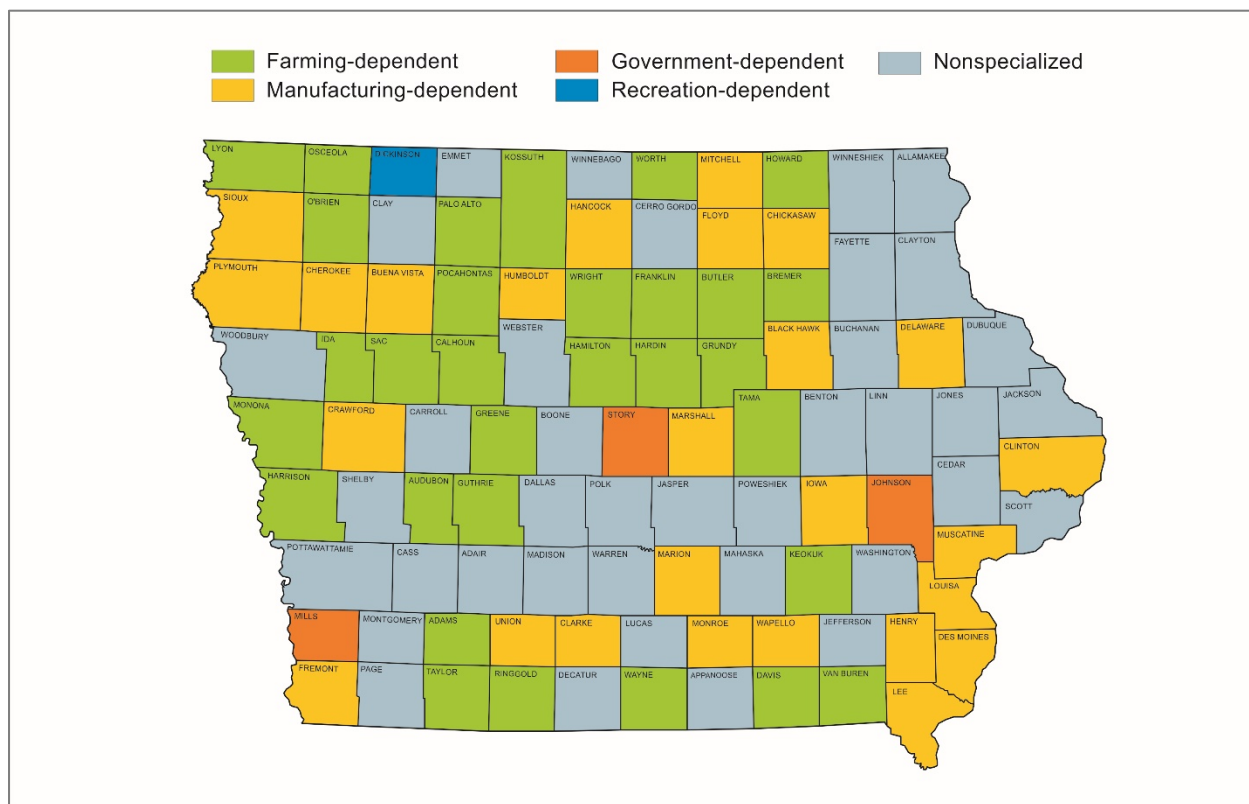 Farming-dependent Government-dependent Nonspecialized
Manufacturing-dependent Recreation-dependent
LYON OSCEOLA DICKINSON EMMET KOSSUTH WINNEBAGO WORTH MITCHELL HOWARD WINNESHIEK ALLAMAKEE
SIOUX O'BRIEN CLAY PALO ALTO HANCOCK CERRO GORDO FLOYD CHICKASAW
FAYETTE CLAYTON
PLYMOUTH CHEROKEE BUENA VISTA POCAHONTAS HUMBOLDT WRIGHT FRANKLIN BUTLER BREMER
WEBSTER BLACK HAWK BUCHANAN DELAWARE DUBUQUE
WOODBURY IDA SAC CALHOUN HAMILTON HARDIN GRUNDY
MONONA CRAWFORD CARROLL GREENE BOONE STORY MARSHALL TAMA BENTON LINN JONES JACKSON
CLINTON
HARRISON SHELBY AUDUBON GUTHRIE DALLAS POLK JASPER POWESHIEK IOWA JOHNSON CEDAR
SCOTT
MUSCATINE
POTTAWATTAMIE CASS ADAIR MADISON WARREN MARION MAHASKA KEOKUK WASHINGTON
LOUISA
MILLS MONTGOMERY ADAMS UNION CLARKE LUCAS MONROE WAPELLO JEFFERSON HENRY DES MOINES
FREMONT PAGE TAYLOR RINGGOLD DECATUR WAYNE APPANOOSE DAVIS VAN BUREN
LEE